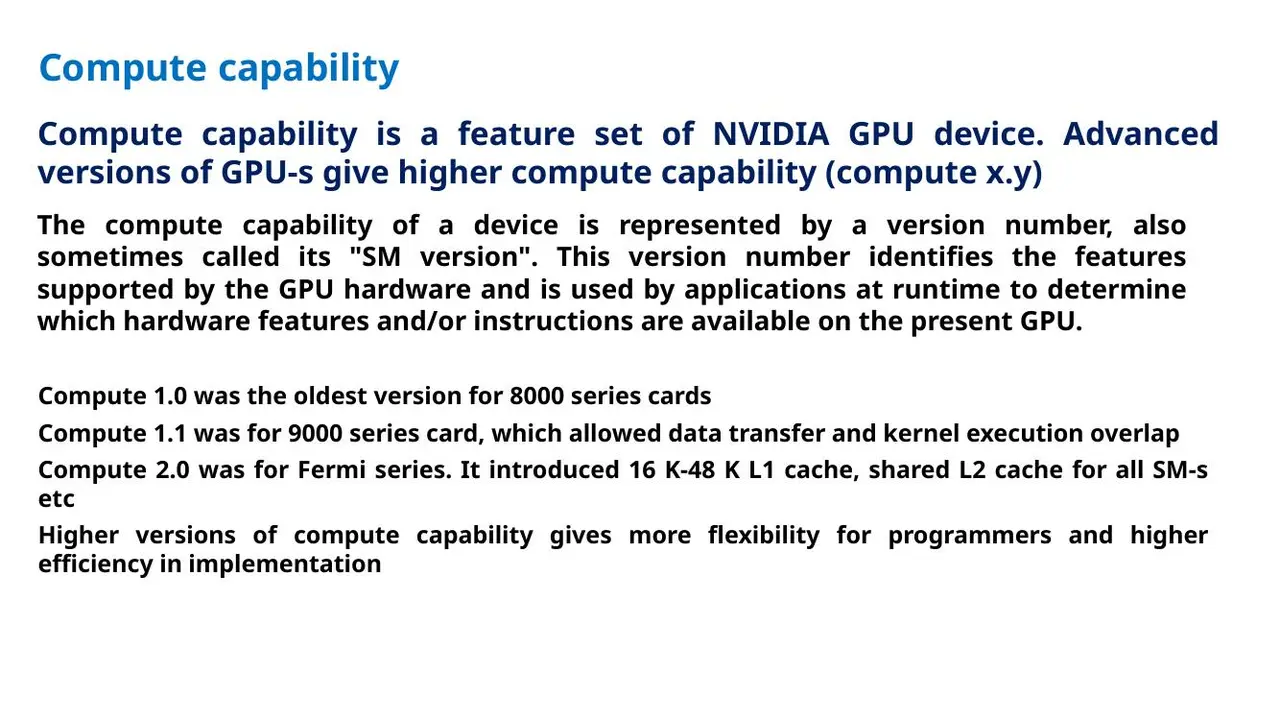 Compute capability
Compute capability is a feature set of NVIDIA GPU device. Advanced
versions of GPU-s give higher compute capability (compute x.y)
The compute capability of a device is represented by a version number, also
sometimes called its "SM version". This version number identifies the features
supported by the GPU hardware and is used by applications at runtime to determine
which hardware features and/or instructions are available on the present GPU.
Compute 1.0 was the oldest version for 8000 series cards
Compute 1.1 was for 9000 series card, which allowed data transfer and kernel execution overlap
Compute 2.0 was for Fermi series. It introduced 16 K-48 K L1 cache, shared L2 cache for all SM-s
etc
Higher versions of compute capability gives more flexibility for programmers and higher
efficiency in implementation